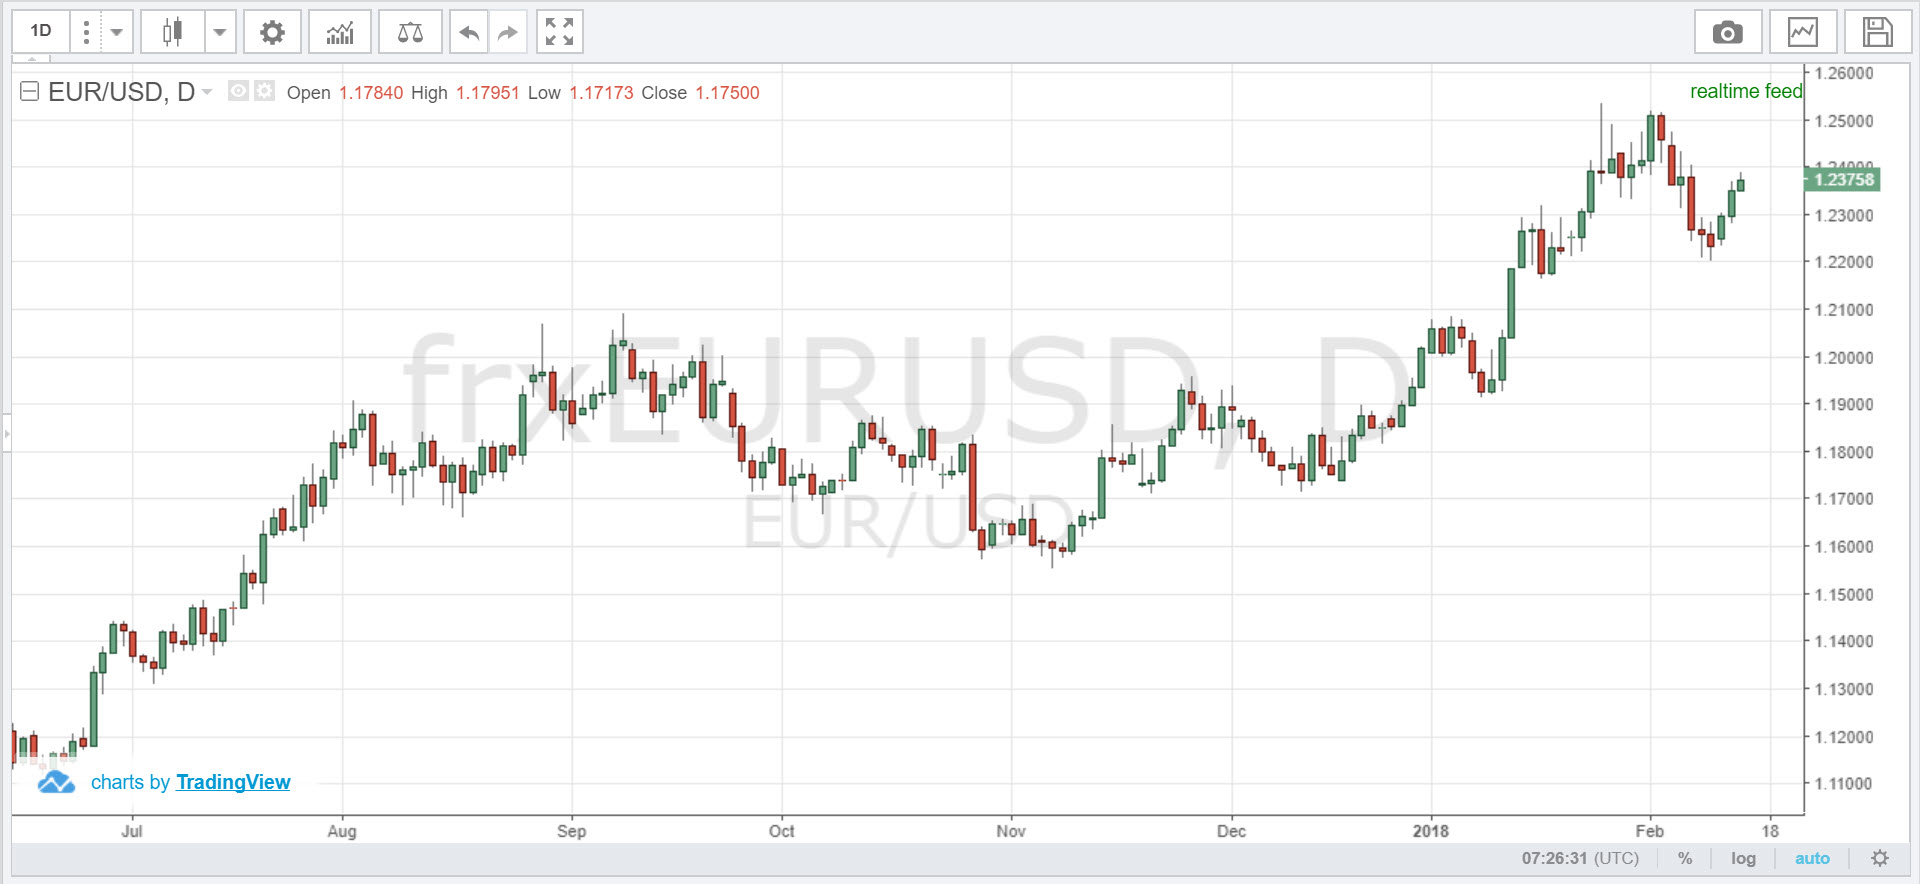 1D
EUR/USD, D Open 1.17840 High 1.17951 Low 1.17173 Close 1.17500
realtime feed
1.26000
1.25000
1.24000
1.23758
1.23000
1.22000
1.21000
1.20000
1.19000
1.18000
1.17000
1.16000
1.15000
1.14000
1.13000
1.12000
1.11000
frxEURUSD, D
EUR/USD
charts by TradingView
Jul Aug Sep Oct Nov Dec 2018 Feb 18
07:26:31 (UTC) % log auto